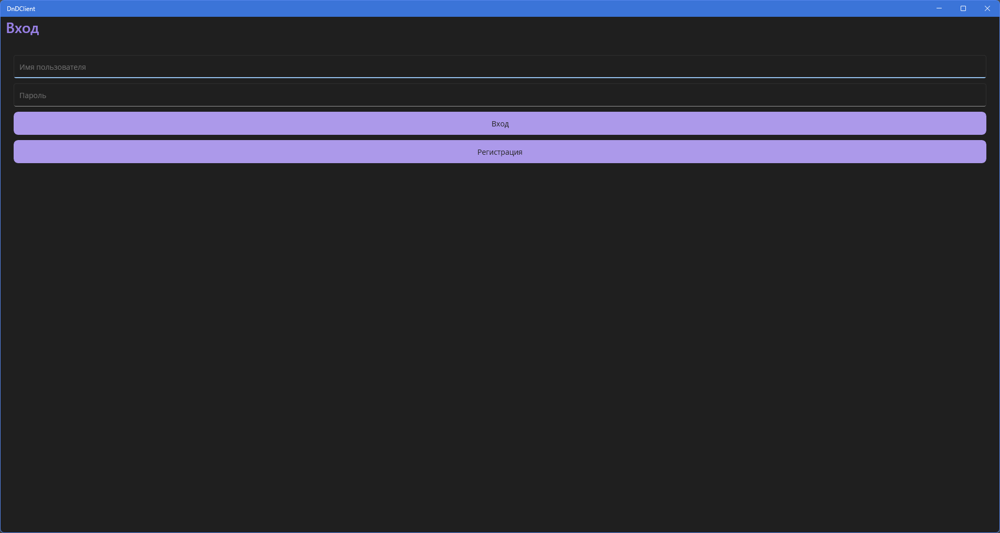 DnDClient
Вход
Имя пользователя
Пароль
Вход
Регистрация